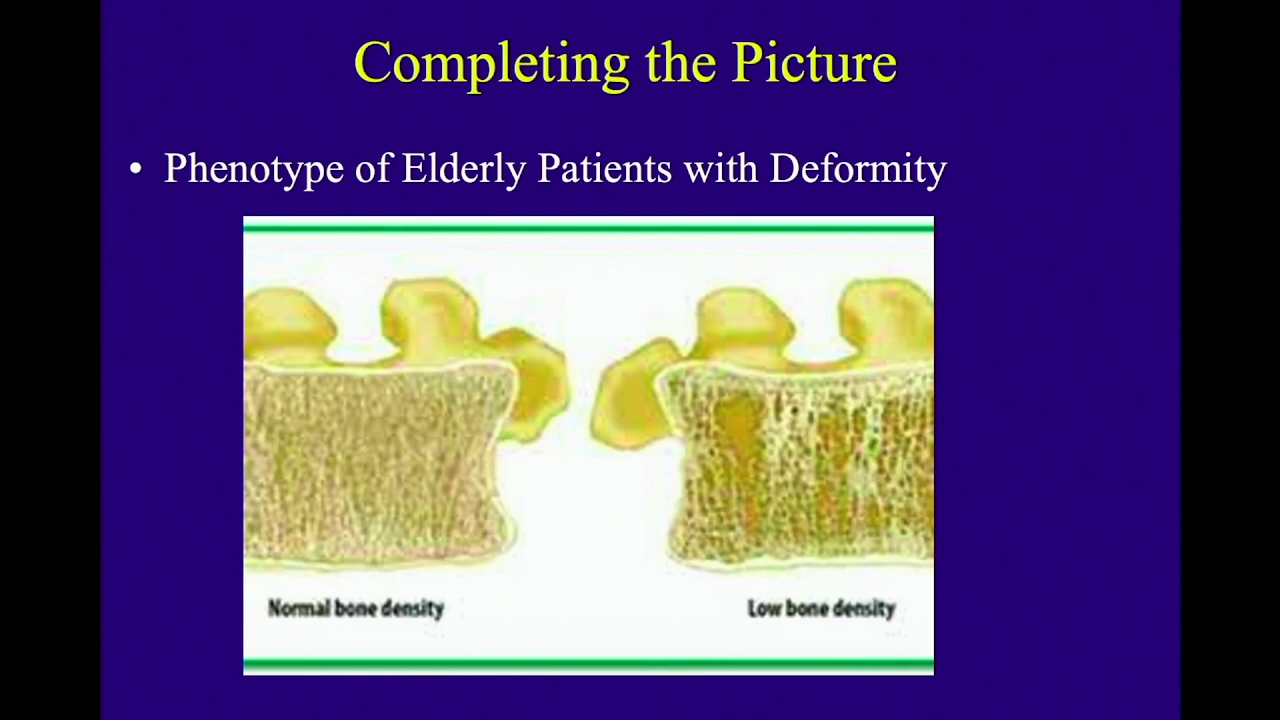 Completing the Picture
• Phenotype of Elderly Patients with Deformity
Normal bone density
Low bone density